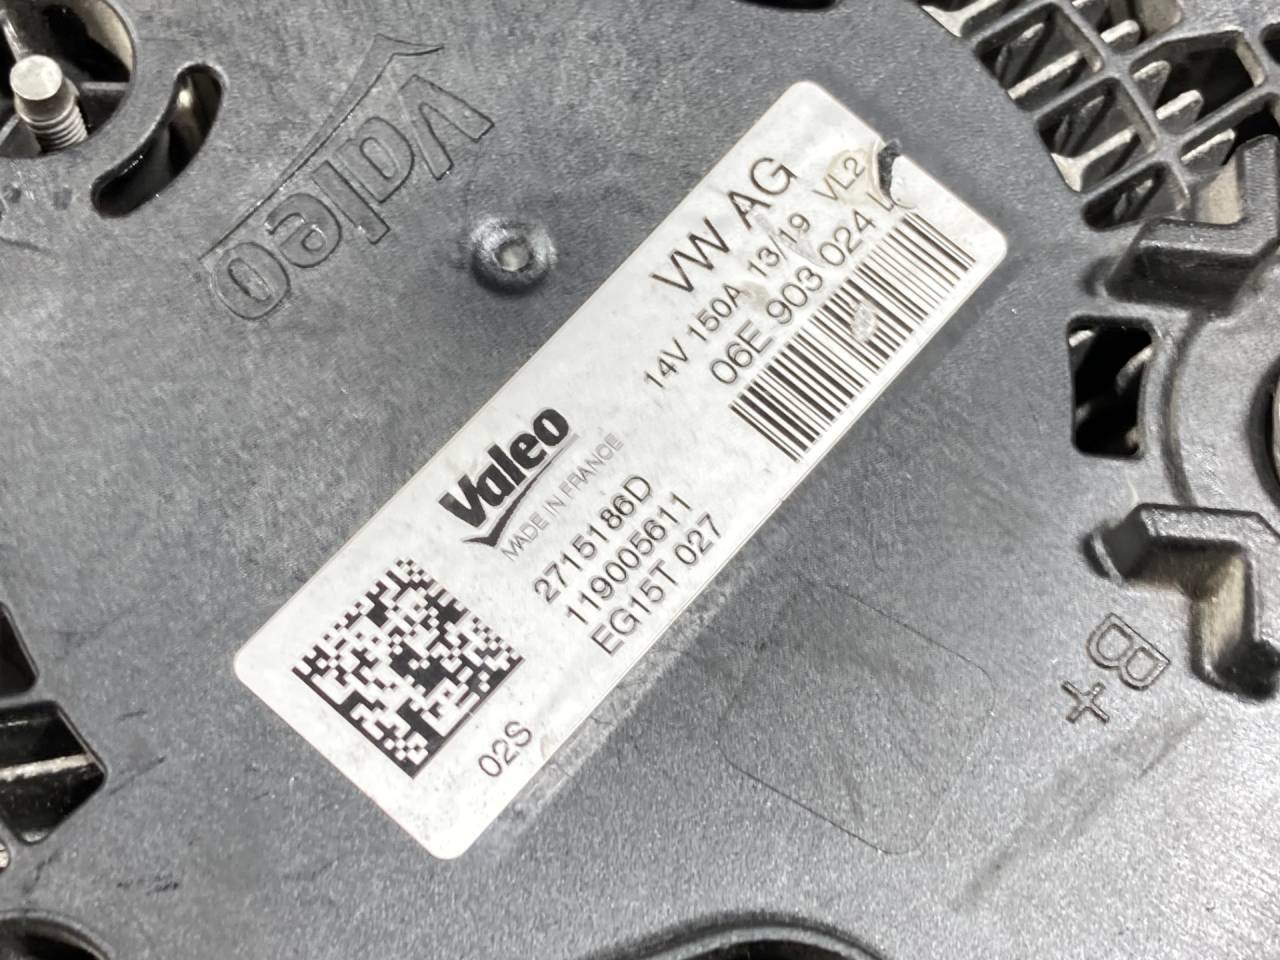 Valeo
VW AG
14V 150A 13/19 VL2
06E 903 024
Valeo
MADE IN FRANCE
2715186D
119005611
EG15T 027
02S
B+